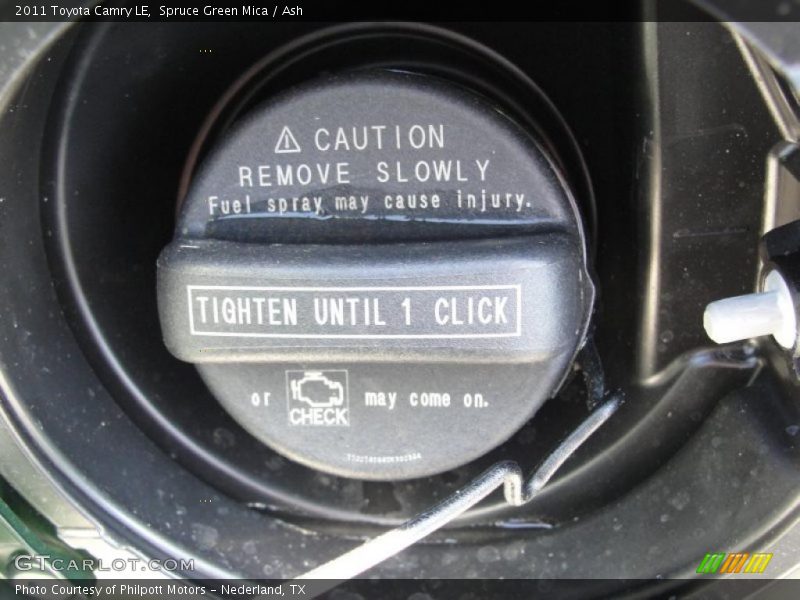 2011 Toyota Camry LE, Spruce Green Mica / Ash
CAUTION
REMOVE SLOWLY
Fuel spray may cause injury.
TIGHTEN UNTIL 1 CLICK
or CHECK may come on.
GTCARLOT.COM
Photo Courtesy of Philpott Motors - Nederland, TX